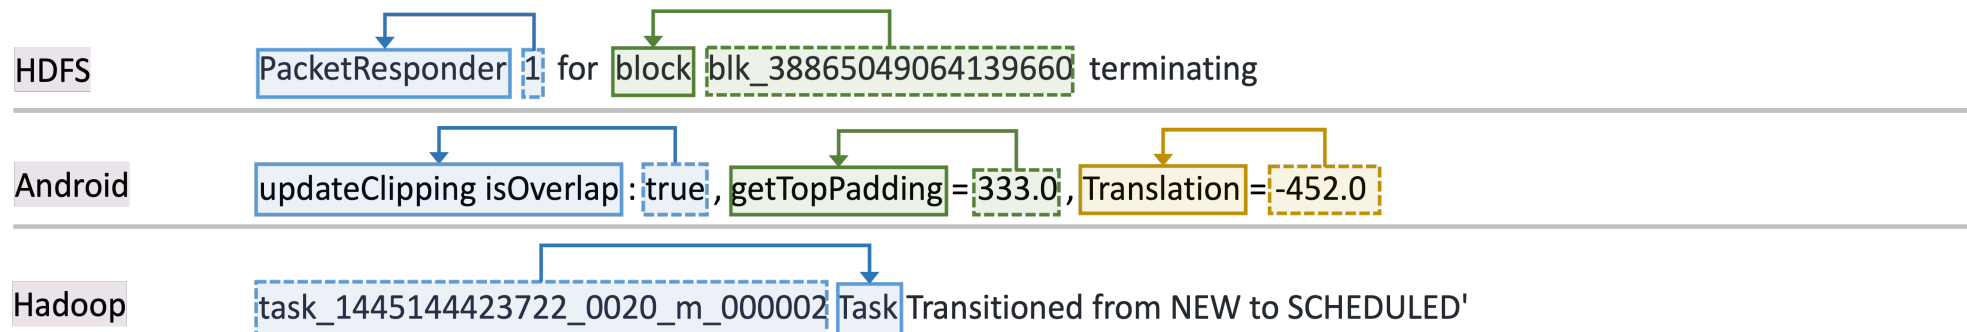 HDFS PacketResponder 1 for block blk_38865049064139660 terminating
Android updateClipping isOverlap : true , getTopPadding = 333.0 , Translation = -452.0
Hadoop task_1445144423722_0020_m_000002 Task Transitioned from NEW to SCHEDULED'